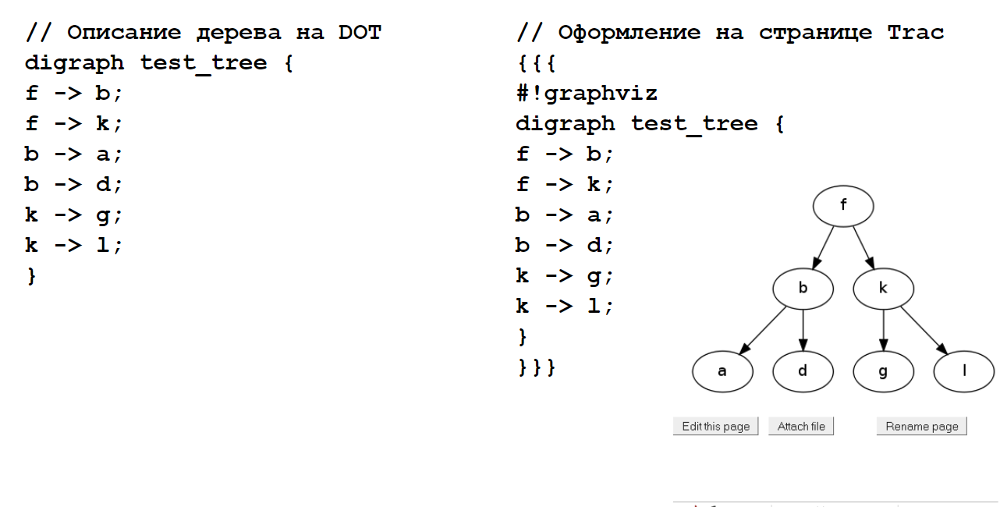 // Описание дерева на DOT
digraph test_tree {
f -> b;
f -> k;
b -> a;
b -> d;
k -> g;
k -> l;
}
// Оформление на странице Trac
{{{
#!graphviz
digraph test_tree {
f -> b;
f -> k;
b -> a;
b -> d;
k -> g;
k -> l;
}
}}}
f
b k
a d g l
Edit this page Attach file Rename page